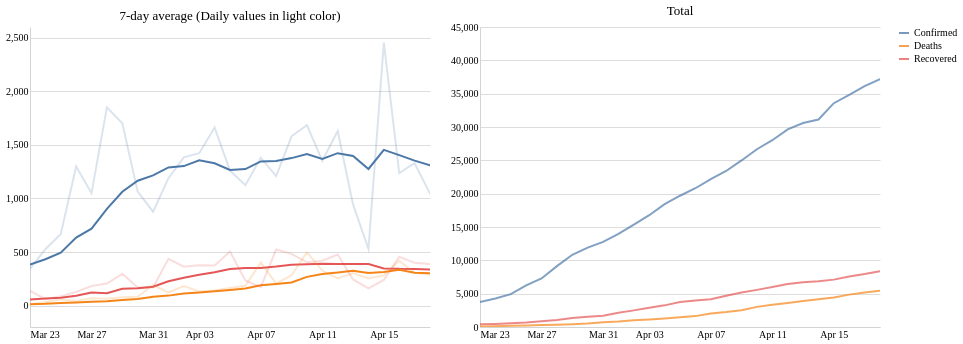 7-day average (Daily values in light color)
2,500
2,000
1,500
1,000
500
0
Mar 23 Mar 27 Mar 31 Apr 03 Apr 07 Apr 11 Apr 15
Total
45,000
40,000
35,000
30,000
25,000
20,000
15,000
10,000
5,000
0
Mar 23 Mar 27 Mar 31 Apr 03 Apr 07 Apr 11 Apr 15
Confirmed
Deaths
Recovered